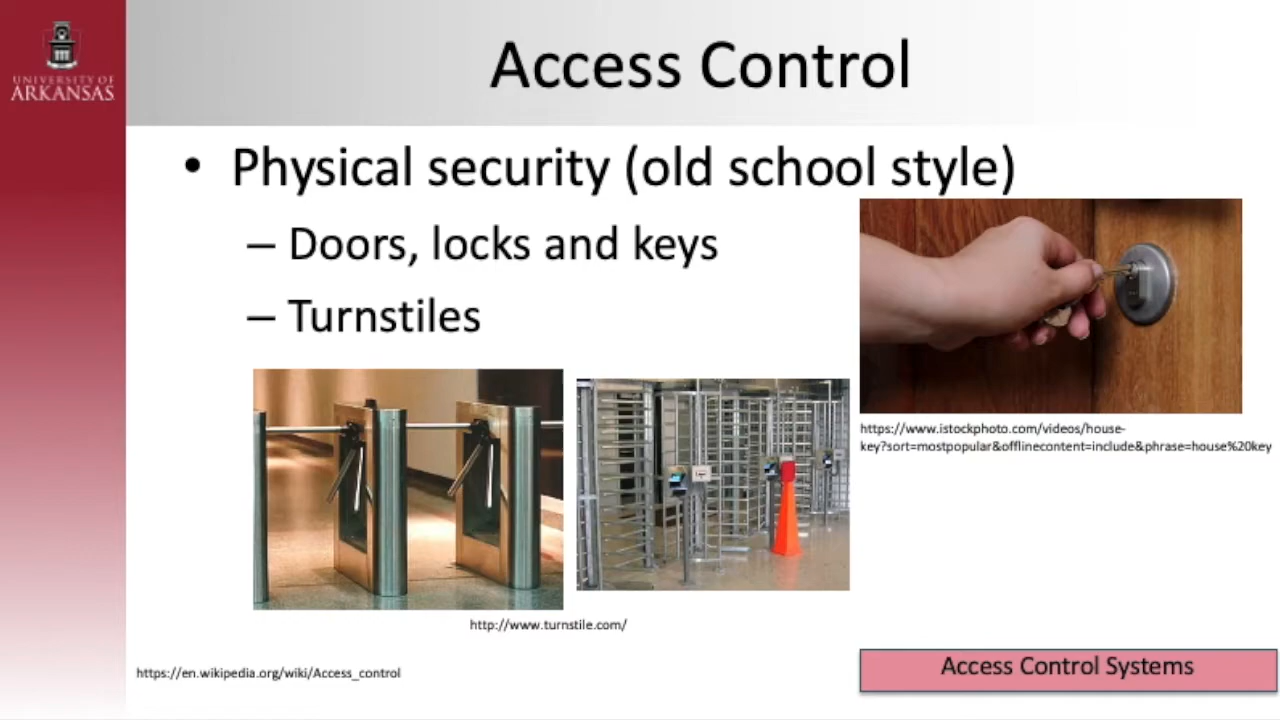 UNIVERSITY OF
ARKANSAS
Access Control
• Physical security (old school style)
– Doors, locks and keys
– Turnstiles
https://www.istockphoto.com/videos/house-
key?sort=mostpopular&offlinecontent=include&phrase=house%20key
http://www.turnstile.com/
https://en.wikipedia.org/wiki/Access_control
Access Control Systems